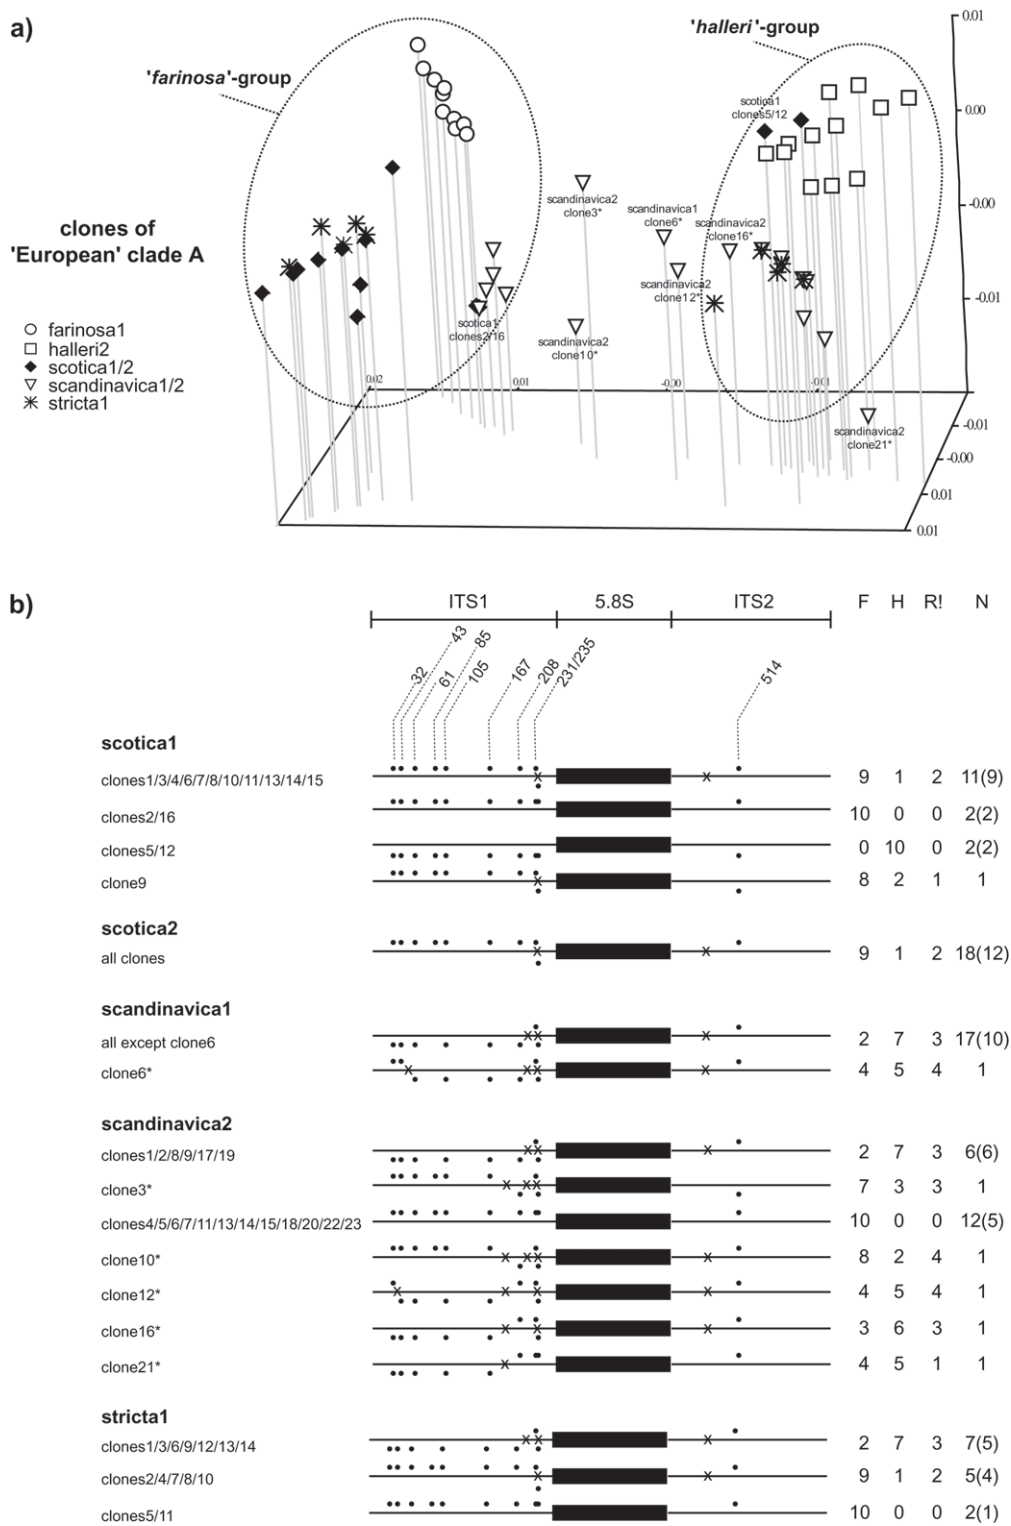 a)
'farinosa'-group
'halleri'-group
clones of
'European' clade A
farinosa1
halleri2
scotica1/2
scandinavica1/2
stricta1
scotica1
clones5/12
scandinavica2
clone3*
scandinavica1
clone6*
scandinavica2
clone16*
scandinavica2
clone12*
scotica1
clones2/16
scandinavica2
clone10*
scandinavica2
clone21*
0.01
0.00
-0.00
-0.01
0.02
0.01
-0.00
-0.01
-0.01
-0.00
0.01
0.01
b)
ITS1 5.8S ITS2 F H R! N
32 43 61 85 105 167 208 231/235 514
scotica1
clones1/3/4/6/7/8/10/11/13/14/15 x x 9 1 2 11(9)
clones2/16 10 0 0 2(2)
clones5/12 0 10 0 2(2)
clone9 x 8 2 1 1
scotica2
all clones x x 9 1 2 18(12)
scandinavica1
all except clone6 x x x 2 7 3 17(10)
clone6* x x x x 4 5 4 1
scandinavica2
clones1/2/8/9/17/19 x x x 2 7 3 6(6)
clone3* x x x 7 3 3 1
clones4/5/6/7/11/13/14/15/18/20/22/23 10 0 0 12(5)
clone10* x x x x 8 2 4 1
clone12* x x x x 4 5 4 1
clone16* x x x 3 6 3 1
clone21* x 4 5 1 1
stricta1
clones1/3/6/9/12/13/14 x x x 2 7 3 7(5)
clones2/4/7/8/10 x x 9 1 2 5(4)
clones5/11 10 0 0 2(1)